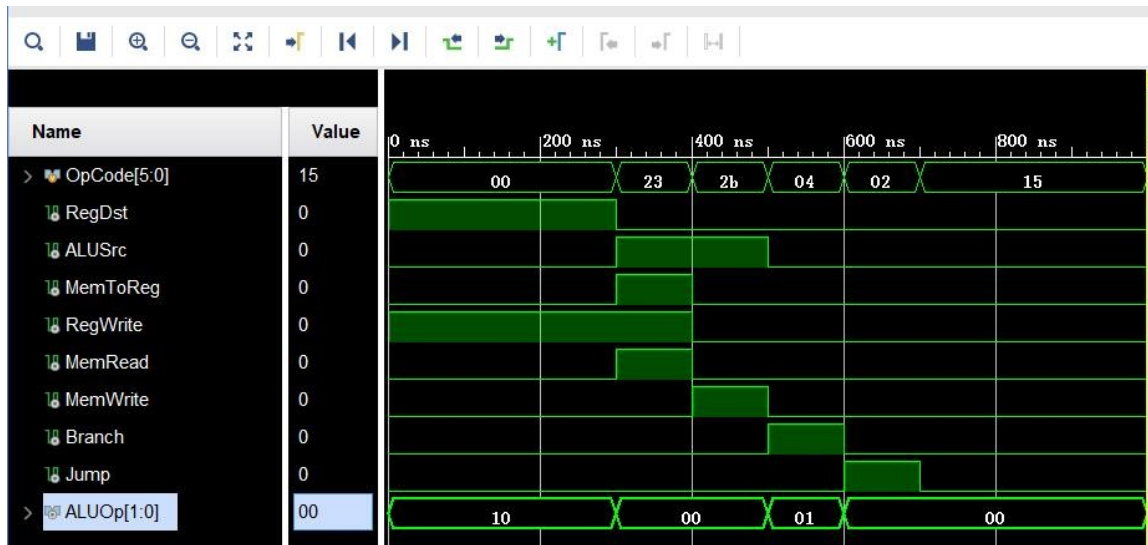 Name Value
0 ns 200 ns 400 ns 600 ns 800 ns
OpCode[5:0] 15 00 23 2b 04 02 15
RegDst 0
ALUSrc 0
MemToReg 0
RegWrite 0
MemRead 0
MemWrite 0
Branch 0
Jump 0
ALUOp[1:0] 00 10 00 01 00